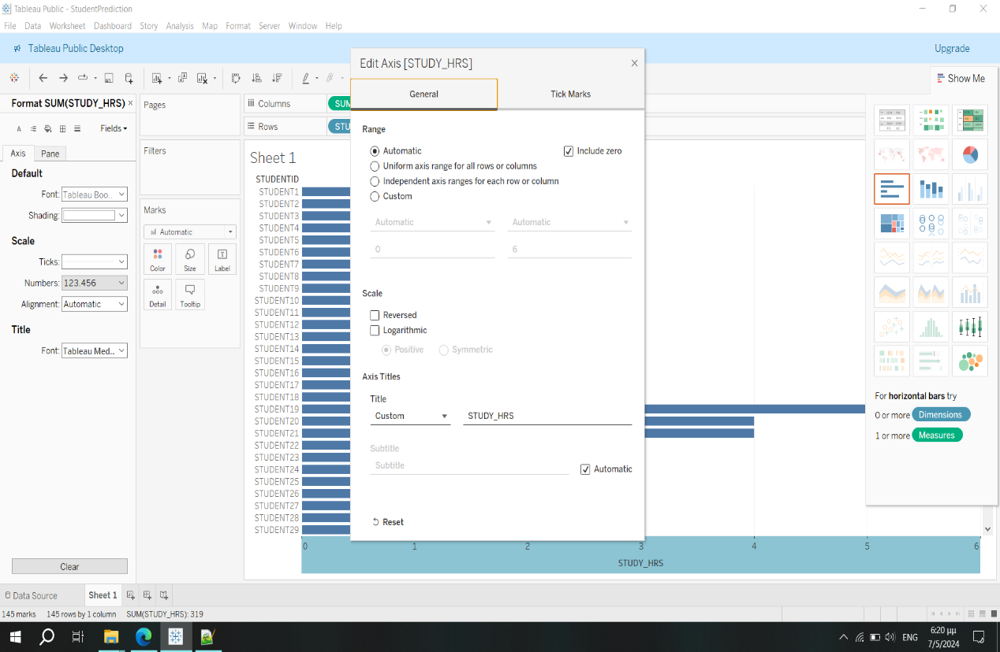 Tableau Public - StudentPrediction
File Data Worksheet Dashboard Story Analysis Map Format Server Window Help
Tableau Public Desktop
Upgrade
Show Me
Format SUM(STUDY_HRS) ×
Fields
Axis Pane
Default
Font: Tableau Boo..
Shading:
Scale
Ticks:
Numbers: 123.456
Alignment: Automatic
Title
Font: Tableau Med..
Clear
Pages
Filters
Marks
Automatic
Color Size Label
Detail Tooltip
Columns SUM
Rows STU
Sheet 1
STUDENTID
STUDENT1
STUDENT2
STUDENT3
STUDENT4
STUDENT5
STUDENT6
STUDENT7
STUDENT8
STUDENT9
STUDENT10
STUDENT11
STUDENT12
STUDENT13
STUDENT14
STUDENT15
STUDENT16
STUDENT17
STUDENT18
STUDENT19
STUDENT20
STUDENT21
STUDENT22
STUDENT23
STUDENT24
STUDENT25
STUDENT26
STUDENT27
STUDENT28
STUDENT29
0 1 2 3 4 5 6
STUDY_HRS
Edit Axis [STUDY_HRS]
General Tick Marks
Range
Automatic Include zero
Uniform axis range for all rows or columns
Independent axis ranges for each row or column
Custom
Automatic Automatic
0 6
Scale
Reversed
Logarithmic
Positive Symmetric
Axis Titles
Title
Custom STUDY_HRS
Subtitle
Subtitle Automatic
Reset
For horizontal bars try
0 or more Dimensions
1 or more Measures
Data Source Sheet 1
145 marks 145 rows by 1 column SUM(STUDY_HRS): 319
ENG
6:20 μμ
7/5/2024